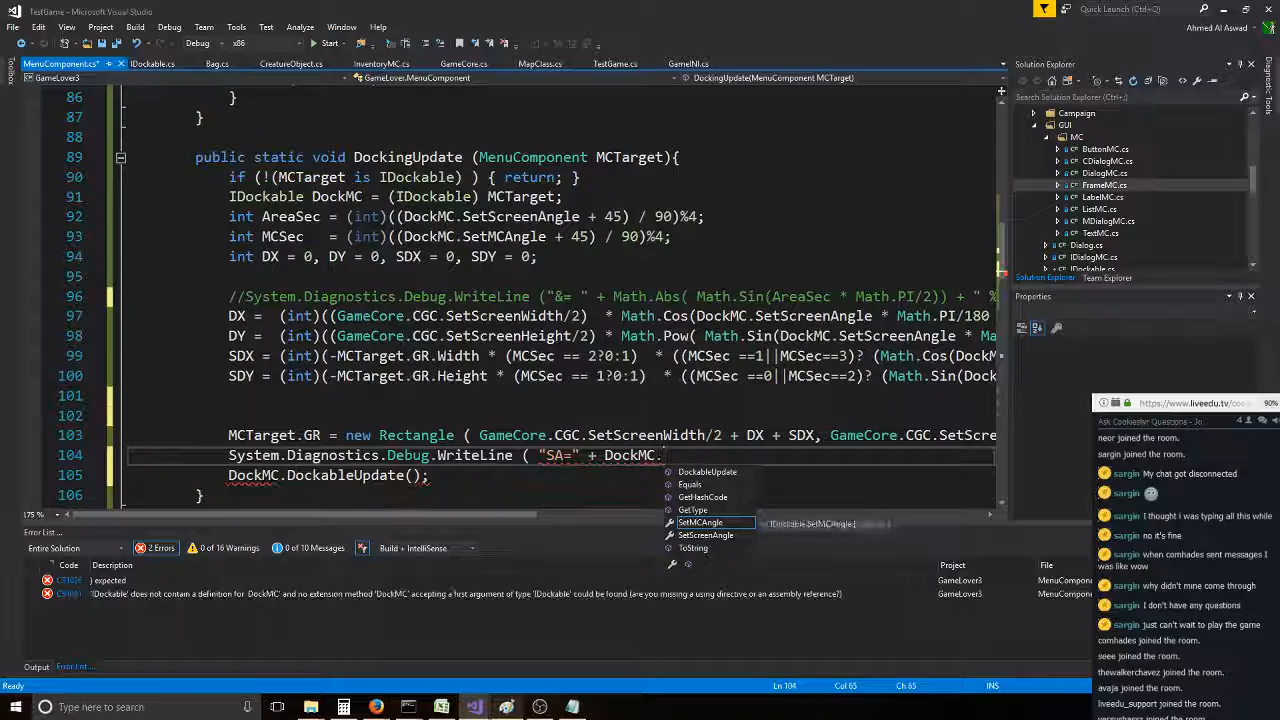 TestGame - Microsoft Visual Studio
Quick Launch (Ctrl+;)
File Edit View Project Build Debug Team Tools Test Analyze Window Help
Ahmed Al Aswad
Debug x86 Start
MenuComponent.cs* IDockable.cs Bag.cs CreatureObject.cs InventoryMC.cs GameCore.cs MapClass.cs TestGame.cs GameINI.cs
GameLover3 GameLover.MenuComponent DockingUpdate(MenuComponent MCTarget)
Toolbox
86 }
87 }
88
89 public static void DockingUpdate (MenuComponent MCTarget){
90 if (!(MCTarget is IDockable) ) { return; }
91 IDockable DockMC = (IDockable) MCTarget;
92 int AreaSec = (int)((DockMC.SetScreenAngle + 45) / 90)%4;
93 int MCSec = (int)((DockMC.SetMCAngle + 45) / 90)%4;
94 int DX = 0, DY = 0, SDX = 0, SDY = 0;
95
96 //System.Diagnostics.Debug.WriteLine ("&= " + Math.Abs( Math.Sin(AreaSec * Math.PI/2)) + " %
97 DX = (int)((GameCore.CGC.SetScreenWidth/2) * Math.Cos(DockMC.SetScreenAngle * Math.PI/180
98 DY = (int)((GameCore.CGC.SetScreenHeight/2) * Math.Pow( Math.Sin(DockMC.SetScreenAngle * Ma
99 SDX = (int)(-MCTarget.GR.Width * (MCSec == 2?0:1) * ((MCSec ==1||MCSec==3)? (Math.Cos(DockM
100 SDY = (int)(-MCTarget.GR.Height * (MCSec == 1?0:1) * ((MCSec ==0||MCSec==2)? (Math.Sin(Dock
101
102
103 MCTarget.GR = new Rectangle ( GameCore.CGC.SetScreenWidth/2 + DX + SDX, GameCore.CGC.SetScr
104 System.Diagnostics.Debug.WriteLine ( "SA=" + DockMC.
105 DockMC.DockableUpdate();
106 }
DockableUpdate
Equals
GetHashCode
GetType
SetMCAngle
SetScreenAngle
ToString
175 %
Error List
Entire Solution 2 Errors 0 of 16 Warnings 0 of 10 Messages Build + IntelliSense
Code Description Project File
CS1026 ) expected GameLover3 MenuCompone
'IDockable' does not contain a definition for 'DockMC' and no extension method 'DockMC' accepting a first argument of type 'IDockable' could be found (are you missing a using directive or an assembly reference?) GameLover3 MenuCompone
Output Error List
Ready Ln 104 Col 65 Ch 65 INS
Type here to search
Solution Explorer
Search Solution Explorer (Ctrl+;)
Campaign
GUI
MC
ButtonMC.cs
CDialogMC.cs
DialogMC.cs
FrameMC.cs
LabelMC.cs
ListMC.cs
MDialogMC.cs
TextMC.cs
Dialog.cs
IDialogMC.cs
IDockable.cs
Solution Explorer Team Explorer
Properties
Diagnostic Tools
https://www.liveedu.tv/coo 90%
Ask Cookiestyr Questions - Jo 4
neor joined the room.
sargin joined the room.
sargin My chat got disconnected
sargin
sargin I thought i was typing all this while
sargin no it's fine
sargin when comhades sent messages I
was like wow
sargin why didn't mine come through
sargin I don't have any questions
sargin just can't wait to play the game
comhades joined the room.
seee joined the room.
thewalkerchavez joined the room.
avaja joined the room.
liveedu_support joined the room.